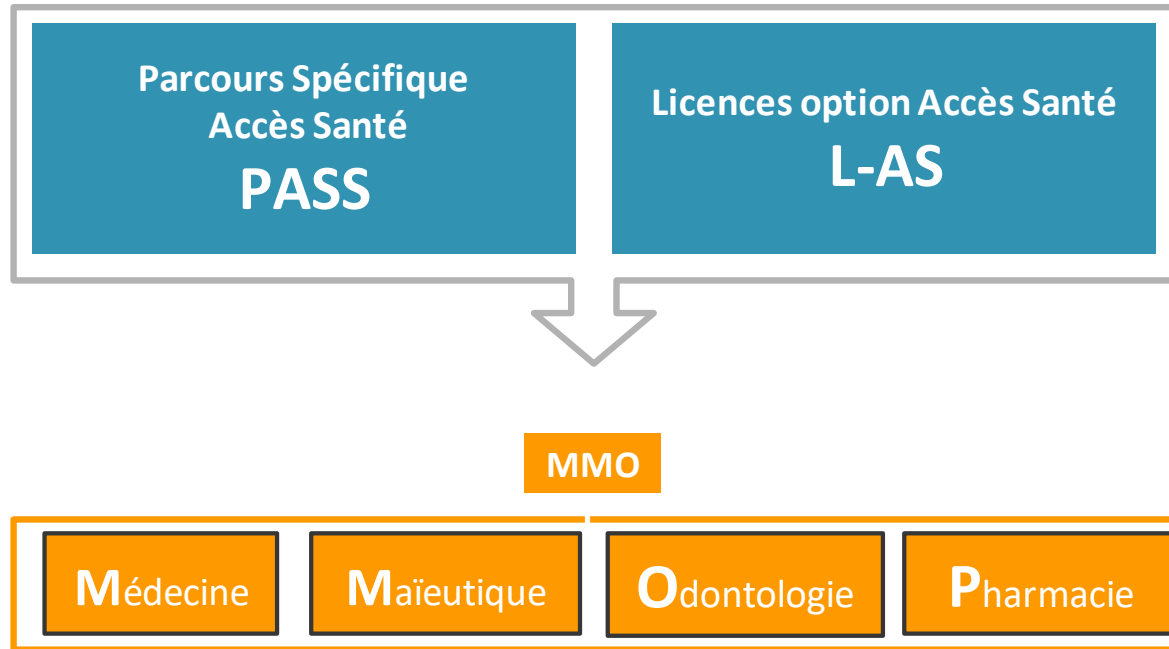 Parcours Spécifique
Accès Santé
PASS
Licences option Accès Santé
L-AS
MMO
Médecine
Maïeutique
Odontologie
Pharmacie